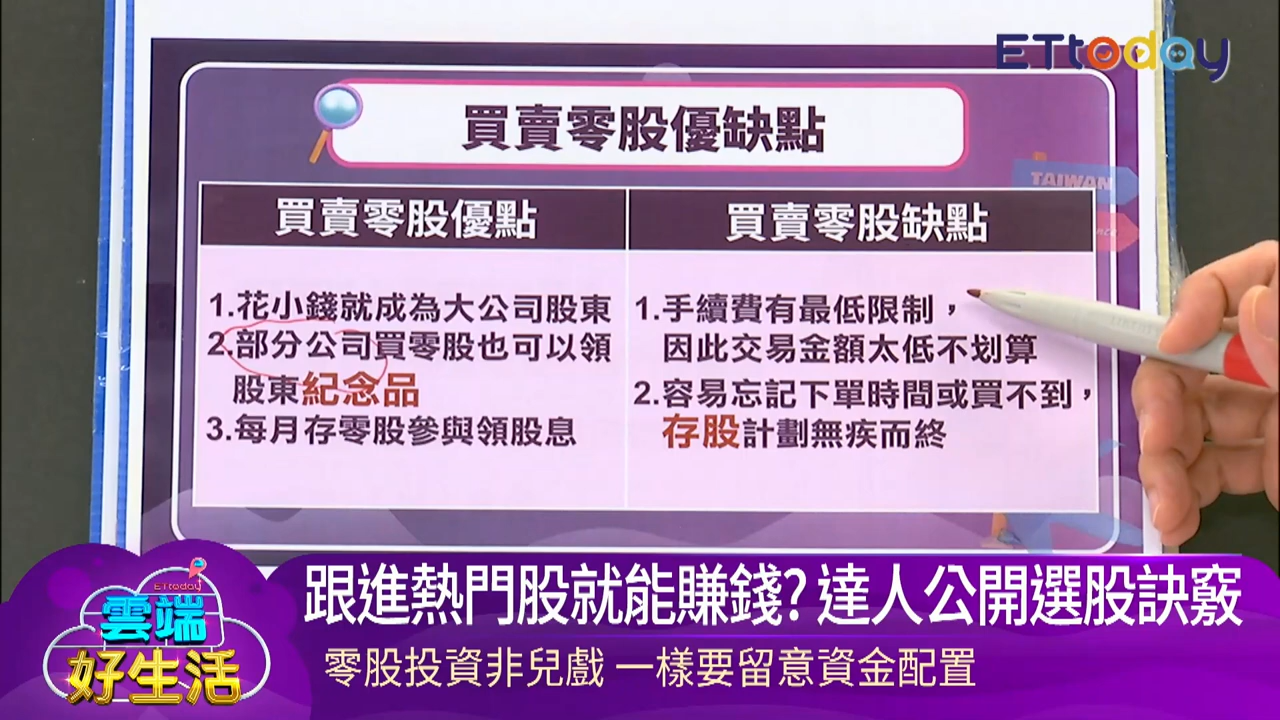 ETtoday
買賣零股優缺點
TAIWAN
買賣零股優點
買賣零股缺點
1.花小錢就成為大公司股東
2.部分公司買零股也可以領
股東紀念品
3.每月存零股參與領股息
1.手續費有最低限制，
因此交易金額太低不划算
2.容易忘記下單時間或買不到，
存股計劃無疾而終
ETtoday
雲端
好生活
跟進熱門股就能賺錢?達人公開選股訣竅
零股投資非兒戲 一樣要留意資金配置